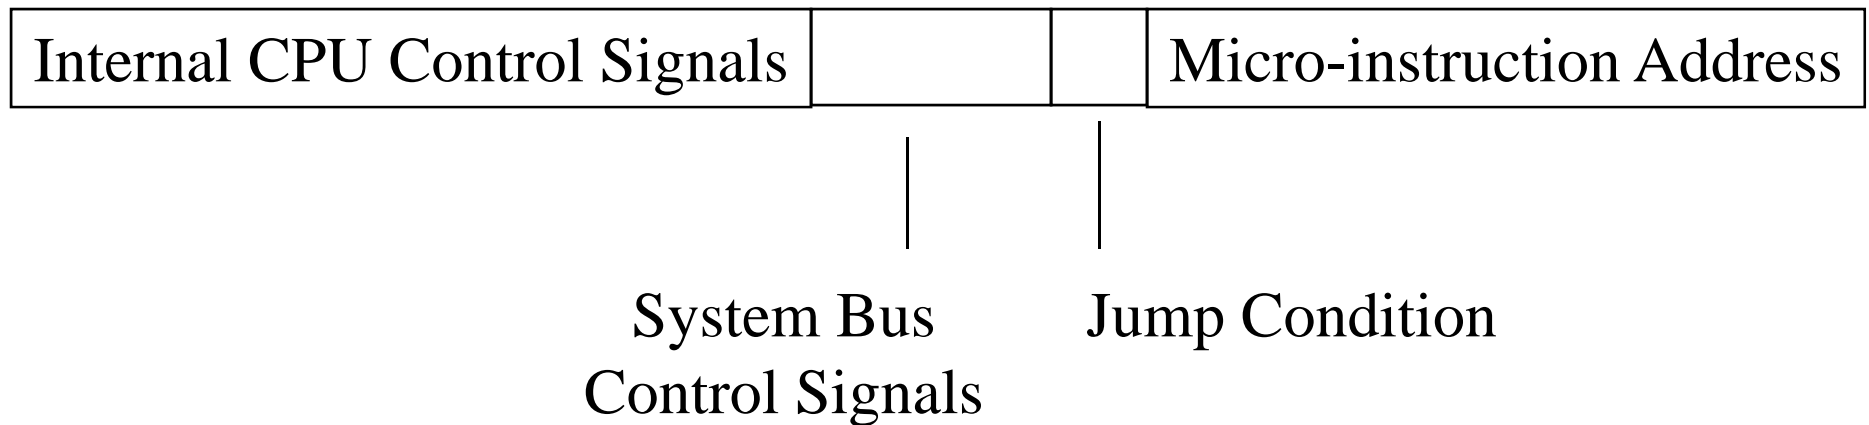 Internal CPU Control Signals
Micro-instruction Address
System Bus
Control Signals
Jump Condition